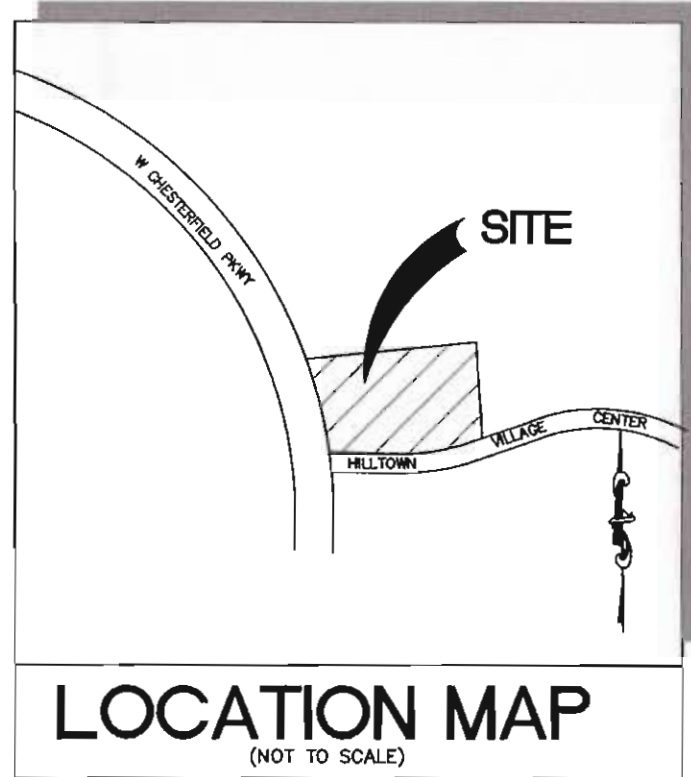 W CHESTERFIELD PKWY
SITE
HILLTOWN VILLAGE CENTER
LOCATION MAP
(NOT TO SCALE)